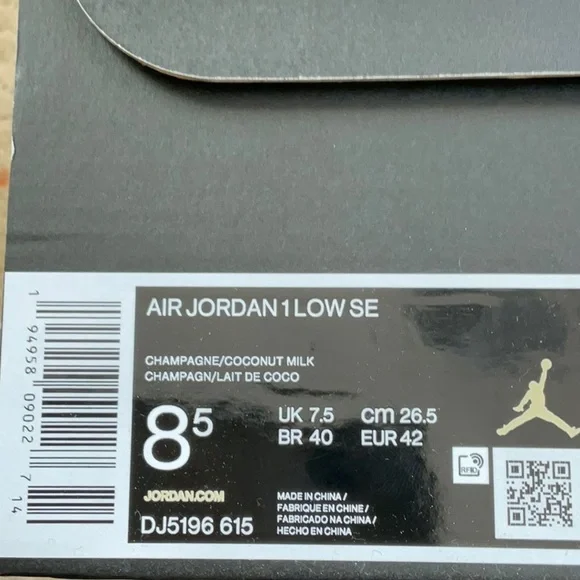 AIR JORDAN 1 LOW SE
CHAMPAGNE/COCONUT MILK
CHAMPAGN/LAIT DE COCO
8⁵
UK 7.5 CM 26.5
BR 40 EUR 42
JORDAN.COM
DJ5196 615
MADE IN CHINA /
FABRIQUE EN CHINE /
FABRICADO NA CHINA /
HECHO EN CHINA
RFID
1 94958 09022 7 14